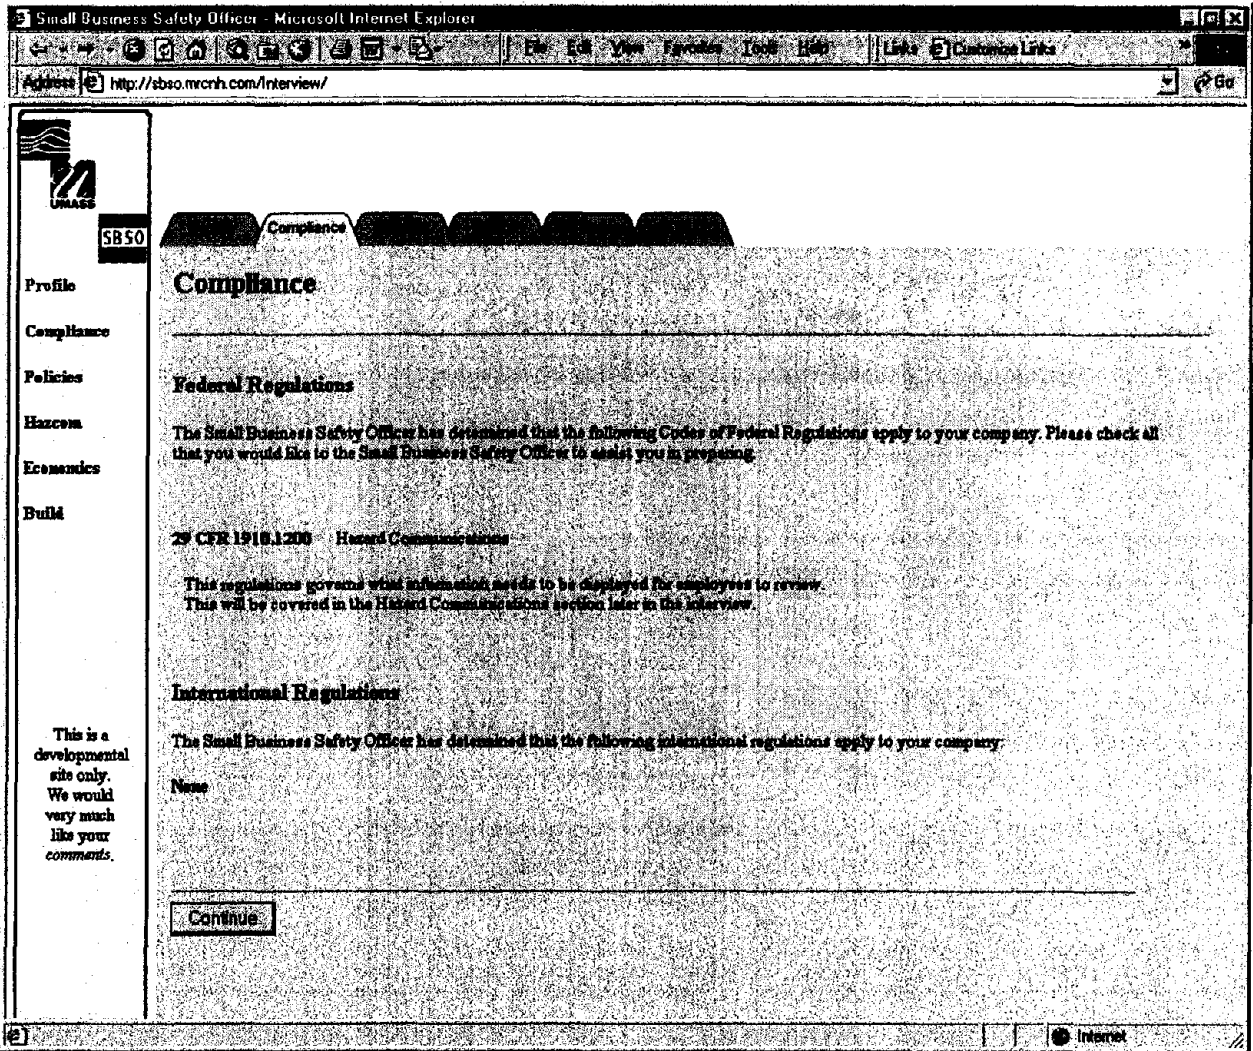 Small Business Safety Officer - Microsoft Internet Explorer
File Edit View Favorites Tools Help Links Customize Links
Address http://sbso.mrcnh.com/Interview/ Go
UMASS
SBSO
Compliance
Profile
Compliance
Policies
Hazcom
Economics
Build
This is a
developmental
site only.
We would
very much
like your
comments.
Compliance
Federal Regulations
The Small Business Safety Officer has determined that the following Codes of Federal Regulations apply to your company. Please check all
that you would like to the Small Business Safety Officer to assist you in preparing.
29 CFR 1910.1200 Hazard Communications
This regulations governs what information needs to be displayed for employees to review.
This will be covered in the Hazard Communications section later in the interview.
International Regulations
The Small Business Safety Officer has determined that the following international regulations apply to your company:
None
Continue
Internet